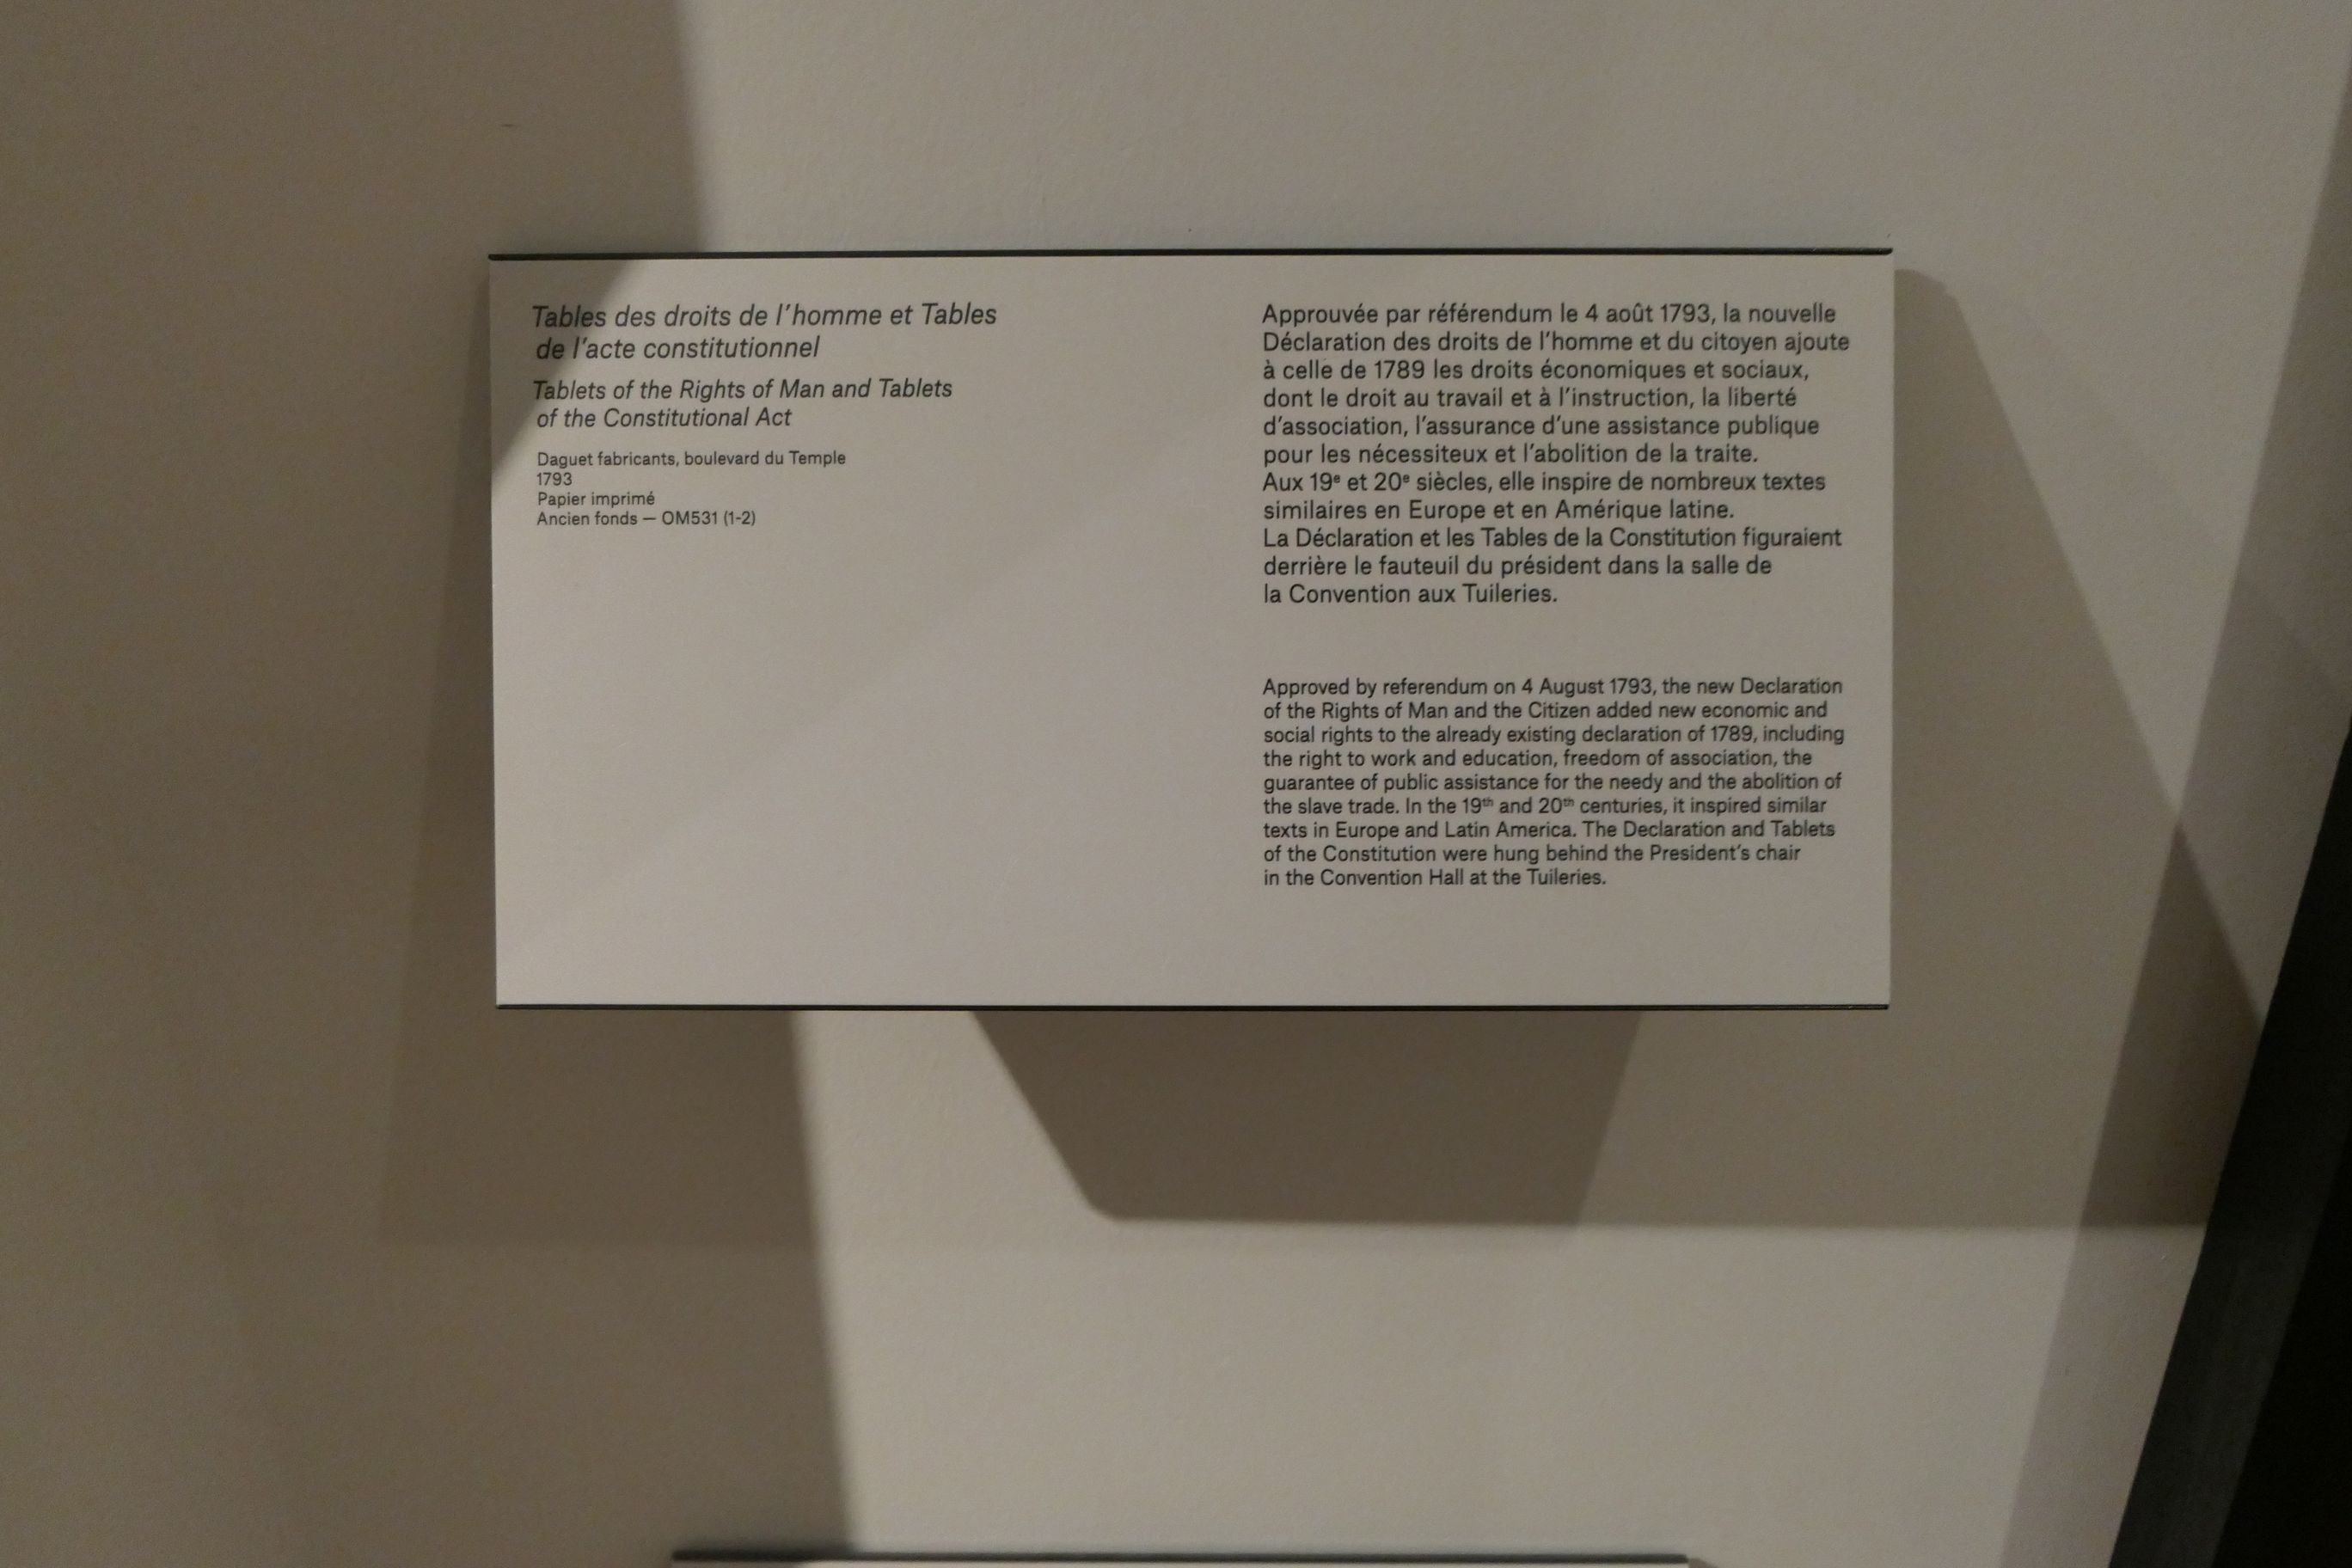 Tables des droits de l'homme et Tables
de l'acte constitutionnel
Tablets of the Rights of Man and Tablets
of the Constitutional Act
Daguet fabricants, boulevard du Temple
1793
Papier imprimé
Ancien fonds — OM531 (1-2)
Approuvée par référendum le 4 août 1793, la nouvelle
Déclaration des droits de l'homme et du citoyen ajoute
à celle de 1789 les droits économiques et sociaux,
dont le droit au travail et à l'instruction, la liberté
d'association, l'assurance d'une assistance publique
pour les nécessiteux et l'abolition de la traite.
Aux 19ᵉ et 20ᵉ siècles, elle inspire de nombreux textes
similaires en Europe et en Amérique latine.
La Déclaration et les Tables de la Constitution figuraient
derrière le fauteuil du président dans la salle de
la Convention aux Tuileries.
Approved by referendum on 4 August 1793, the new Declaration
of the Rights of Man and the Citizen added new economic and
social rights to the already existing declaration of 1789, including
the right to work and education, freedom of association, the
guarantee of public assistance for the needy and the abolition of
the slave trade. In the 19ᵗʰ and 20ᵗʰ centuries, it inspired similar
texts in Europe and Latin America. The Declaration and Tablets
of the Constitution were hung behind the President's chair
in the Convention Hall at the Tuileries.